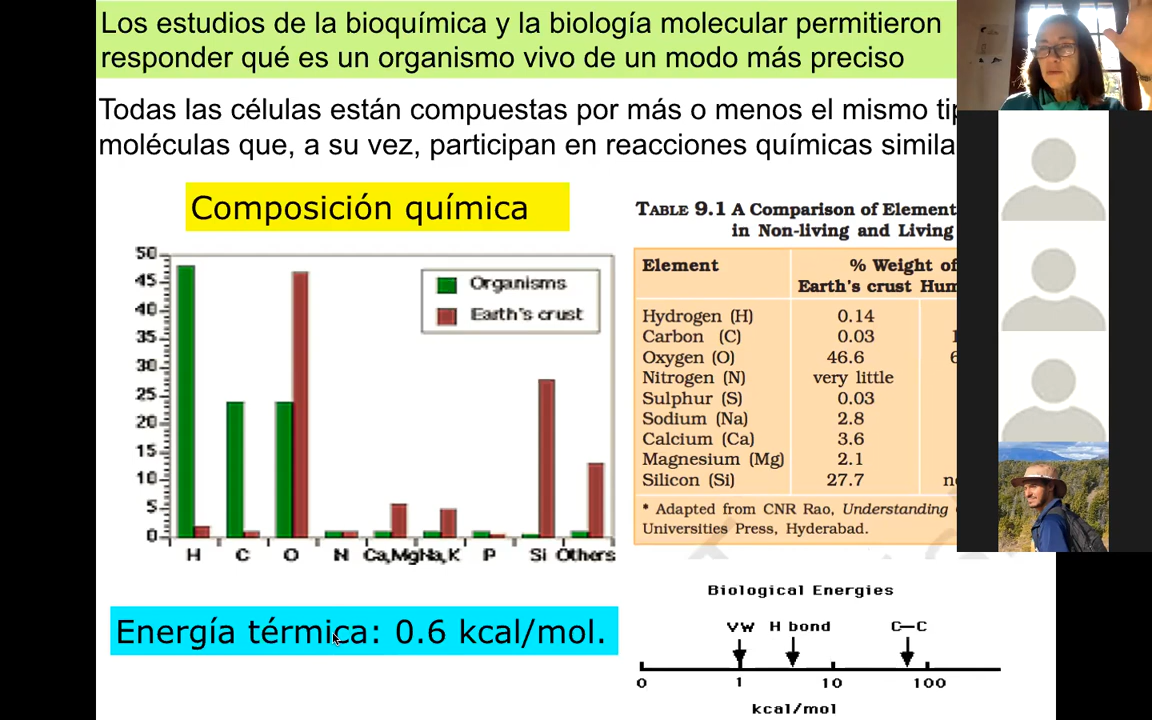 Los estudios de la bioquímica y la biología molecular permitieron
responder qué es un organismo vivo de un modo más preciso
Todas las células están compuestas por más o menos el mismo
moléculas que, a su vez, participan en reacciones químicas
Composición química
50
45
40
35
30
25
20
15
10
5
0
Organisms
Earth's crust
H C O N Ca,Mg Na,K P Si Others
TABLE 9.1 A Comparison of
in Non-living and Living
Element % Weight of
Earth's crust
Hydrogen (H) 0.14
Carbon (C) 0.03
Oxygen (O) 46.6
Nitrogen (N) very little
Sulphur (S) 0.03
Sodium (Na) 2.8
Calcium (Ca) 3.6
Magnesium (Mg) 2.1
Silicon (Si) 27.7
* Adapted from CNR Rao, Understanding
Universities Press, Hyderabad.
Energía térmica: 0.6 kcal/mol.
Biological Energies
VW H bond C—C
0 1 10 100
kcal/mol